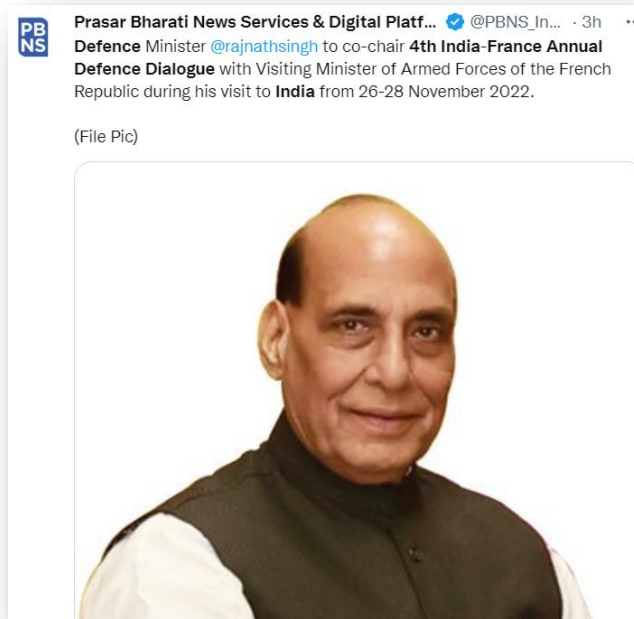 PB
NS
Prasar Bharati News Services & Digital Platf... @PBNS_In... · 3h
Defence Minister @rajnathsingh to co-chair 4th India-France Annual
Defence Dialogue with Visiting Minister of Armed Forces of the French
Republic during his visit to India from 26-28 November 2022.
(File Pic)